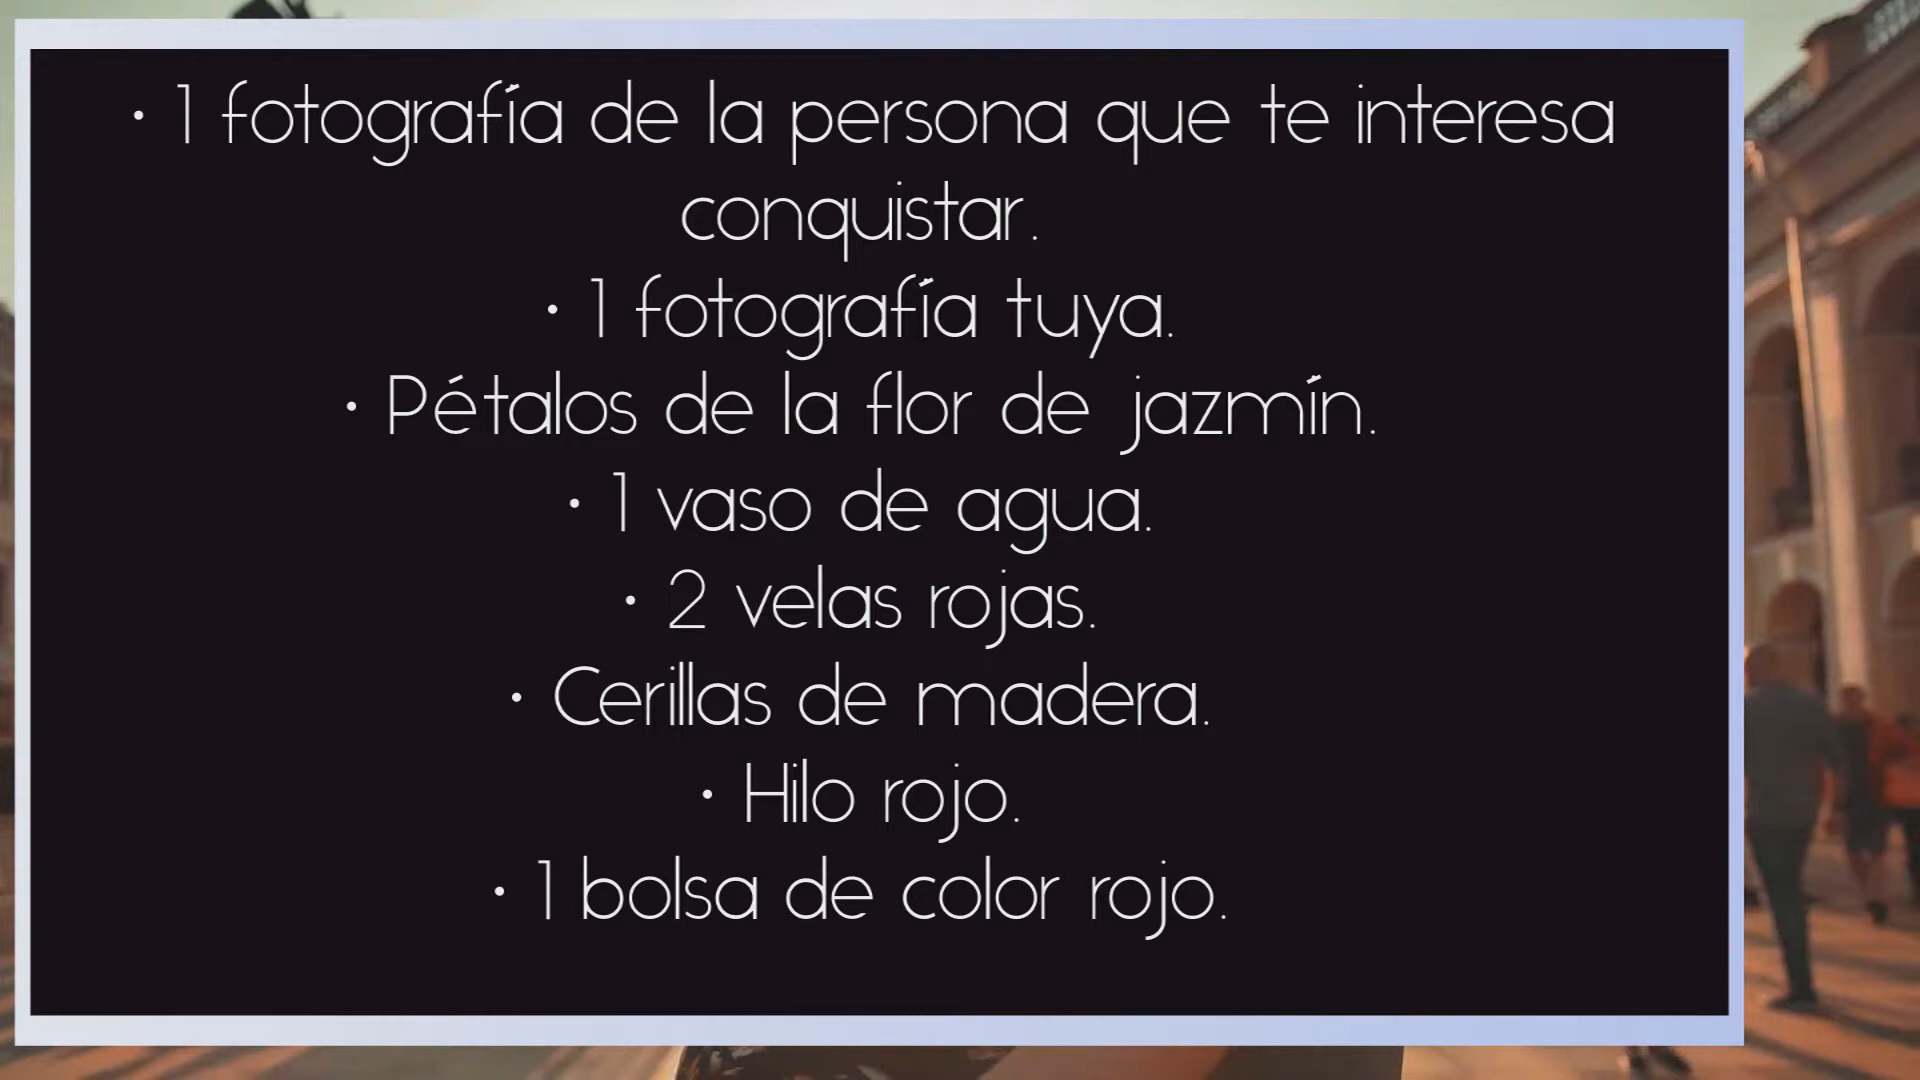 • 1 fotografía de la persona que te interesa
conquistar.
• 1 fotografía tuya.
• Pétalos de la flor de jazmín.
• 1 vaso de agua.
• 2 velas rojas.
• Cerillas de madera.
• Hilo rojo.
• 1 bolsa de color rojo.